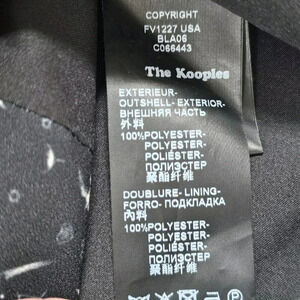 COPYRIGHT
FV1227 USA
BLA06
C066443
The Kooples
EXTERIEUR-
OUTSHELL- EXTERIOR-
ВНЕШНЯЯ ЧАСТЬ
外料
100%POLYESTER-
POLYESTER-
POLIÉSTER-
ПОЛИЭСТЕР
聚酯纤维
DOUBLURE- LINING-
FORRO- ПОДКЛАДКА
內料
100%POLYESTER-
POLYESTER-
POLIÉSTER-
ПОЛИЭСТЕР
聚酯纤维